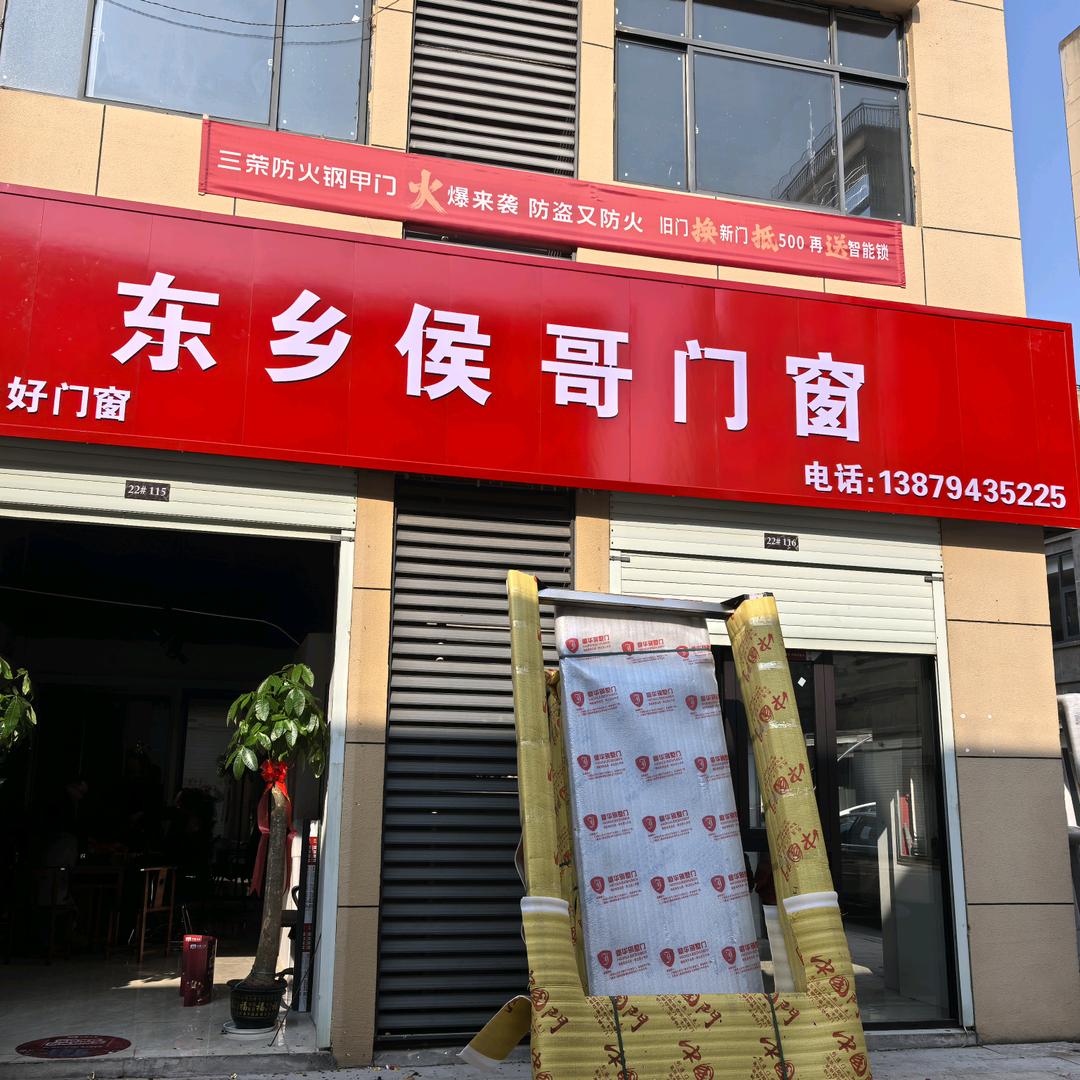 三荣防火钢甲门 火爆来袭 防盗又防火 旧门换新门抵500 再送智能锁
东乡侯哥门窗
好门窗
电话:13879435225
22# 115
22# 116